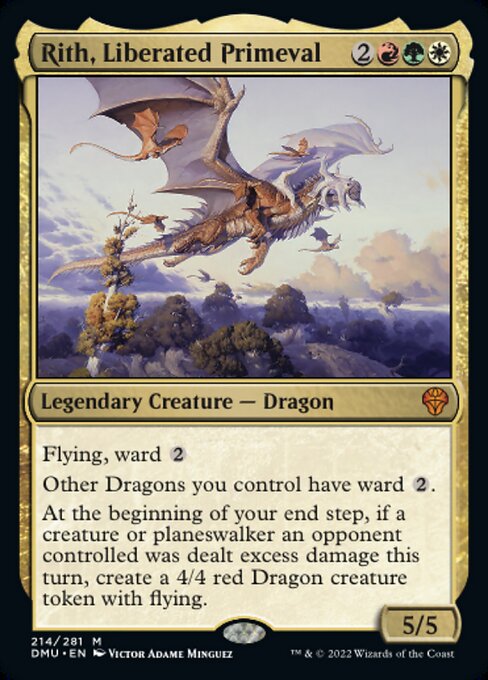 Rith, Liberated Primeval 2
Legendary Creature — Dragon
Flying, ward 2
Other Dragons you control have ward 2.
At the beginning of your end step, if a
creature or planeswalker an opponent
controlled was dealt excess damage this
turn, create a 4/4 red Dragon creature
token with flying.
5/5
214/281 M
DMU • EN Victor Adame Minguez
™ & © 2022 Wizards of the Coast